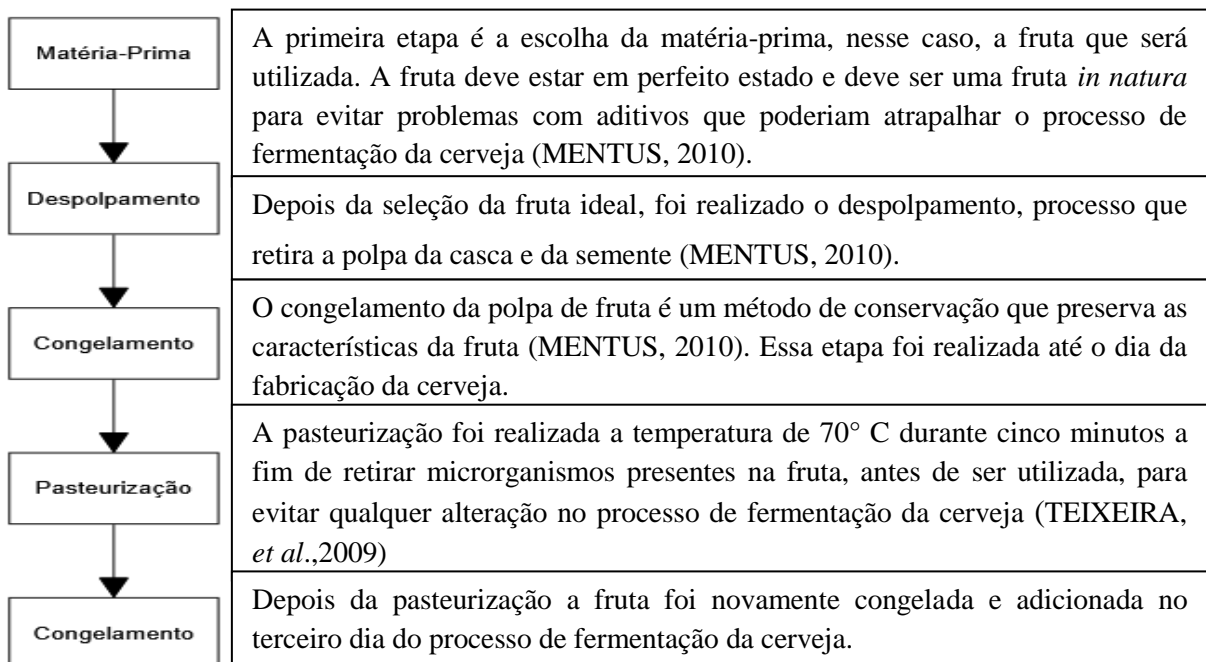 Matéria-Prima
A primeira etapa é a escolha da matéria-prima, nesse caso, a fruta que será
utilizada. A fruta deve estar em perfeito estado e deve ser uma fruta in natura
para evitar problemas com aditivos que poderiam atrapalhar o processo de
fermentação da cerveja (MENTUS, 2010).
Despolpamento
Depois da seleção da fruta ideal, foi realizado o despolpamento, processo que
retira a polpa da casca e da semente (MENTUS, 2010).
Congelamento
O congelamento da polpa de fruta é um método de conservação que preserva as
características da fruta (MENTUS, 2010). Essa etapa foi realizada até o dia da
fabricação da cerveja.
Pasteurização
A pasteurização foi realizada a temperatura de 70° C durante cinco minutos a
fim de retirar microrganismos presentes na fruta, antes de ser utilizada, para
evitar qualquer alteração no processo de fermentação da cerveja (TEIXEIRA,
et al.,2009)
Congelamento
Depois da pasteurização a fruta foi novamente congelada e adicionada no
terceiro dia do processo de fermentação da cerveja.